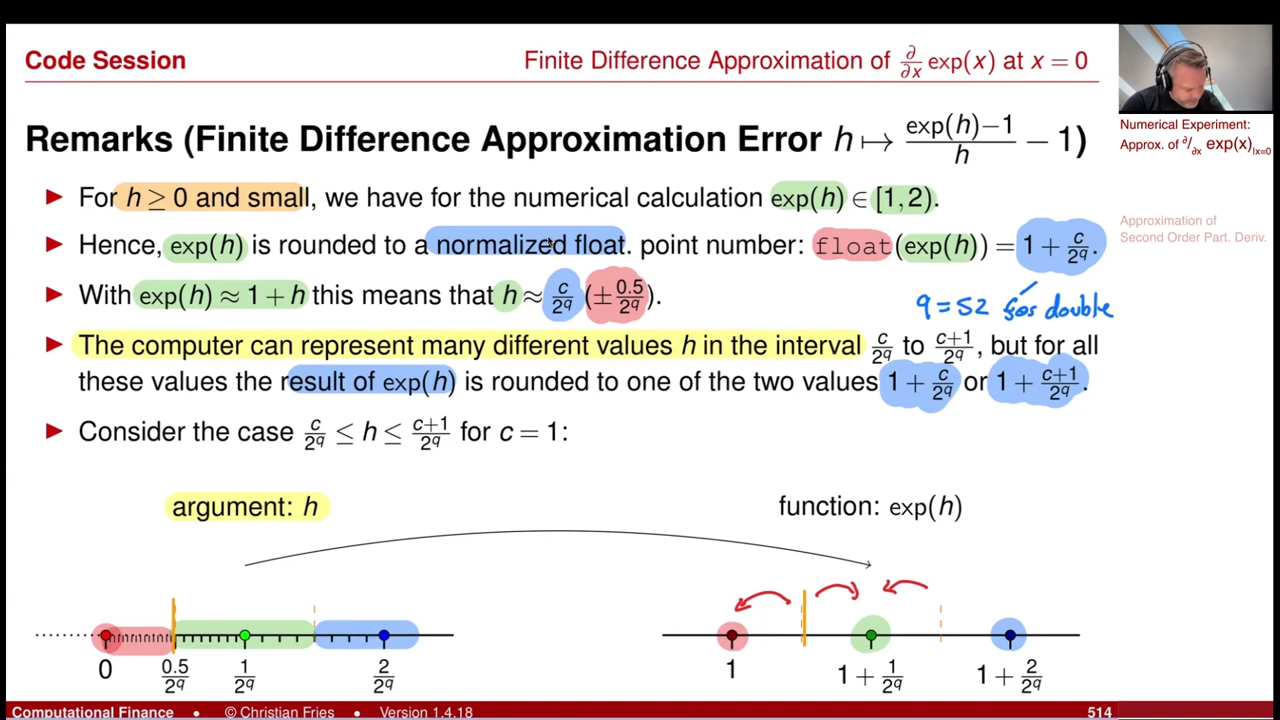 Code Session
Finite Difference Approximation of ∂/∂x exp(x) at x = 0
Remarks (Finite Difference Approximation Error h ↦ (exp(h)−1)/h − 1)
▶ For h ≥ 0 and small, we have for the numerical calculation exp(h) ∈ [1, 2).
▶ Hence, exp(h) is rounded to a normalized float. point number: float(exp(h)) = 1 + c/2^q.
▶ With exp(h) ≈ 1 + h this means that h ≈ c/2^q (± 0.5/2^q).
q = 52 for double
▶ The computer can represent many different values h in the interval c/2^q to (c+1)/2^q, but for all
these values the result of exp(h) is rounded to one of the two values 1 + c/2^q or 1 + (c+1)/2^q.
▶ Consider the case c/2^q ≤ h ≤ (c+1)/2^q for c = 1:
argument: h
function: exp(h)
0 0.5/2^q 1/2^q 2/2^q
1 1 + 1/2^q 1 + 2/2^q
Computational Finance • © Christian Fries • Version 1.4.18
514
Numerical Experiment:
Approx. of ∂/∂x exp(x)|x=0
Approximation of
Second Order Part. Deriv.